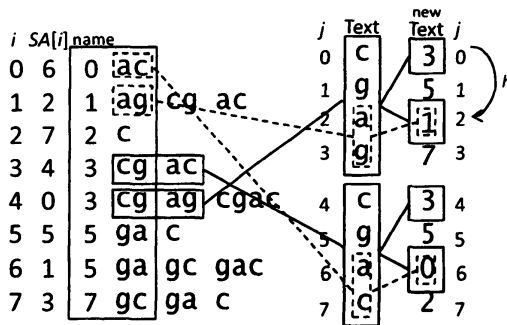 i SA[i] name
0 6 0 ac
1 2 1 ag cg ac
2 7 2 c
3 4 3 cg ac
4 0 3 cg ag cgac
5 5 5 ga c
6 1 5 ga gc gac
7 3 7 gc ga c
j Text new Text j
0 c 3 0
1 g 5 1
2 a 1 2
3 g 7 3
4 c 3 4
5 g 5 5
6 a 0 6
7 c 2 7